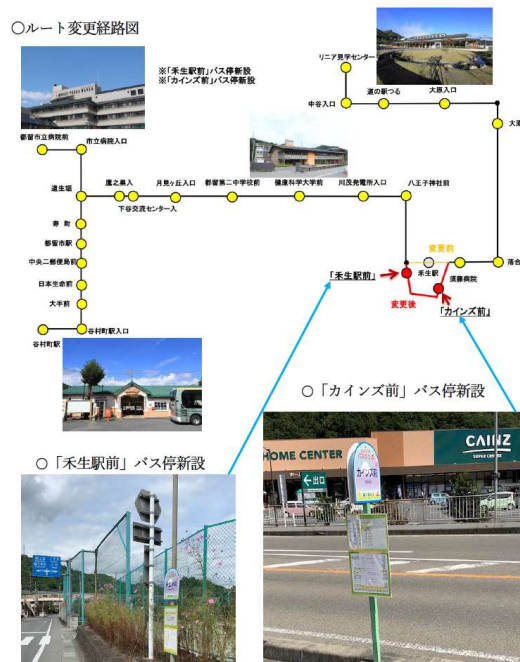 ○ルート変更経路図
※「禾生駅前」バス停新設
※「カインズ前」バス停新設
リニア見学センター
中谷入口
道の駅つる
大原入口
大原
都留市立病院前
市立病院入口
道生堀
鷹之巣入
下谷交流センター入
月見ヶ丘入口
都留第二中学校前
健康科学大学前
川茂発電所入口
八王子神社前
寿町
都留市駅
中央二郵便局前
日本生命前
大手前
谷村町駅
谷村町駅入口
変更前
禾生駅
須藤病院
落合
「禾生駅前」
変更後
「カインズ前」
○「カインズ前」バス停新設
○「禾生駅前」バス停新設
HOME CENTER
CAINZ
SUPER CENTER
出口
カインズ前